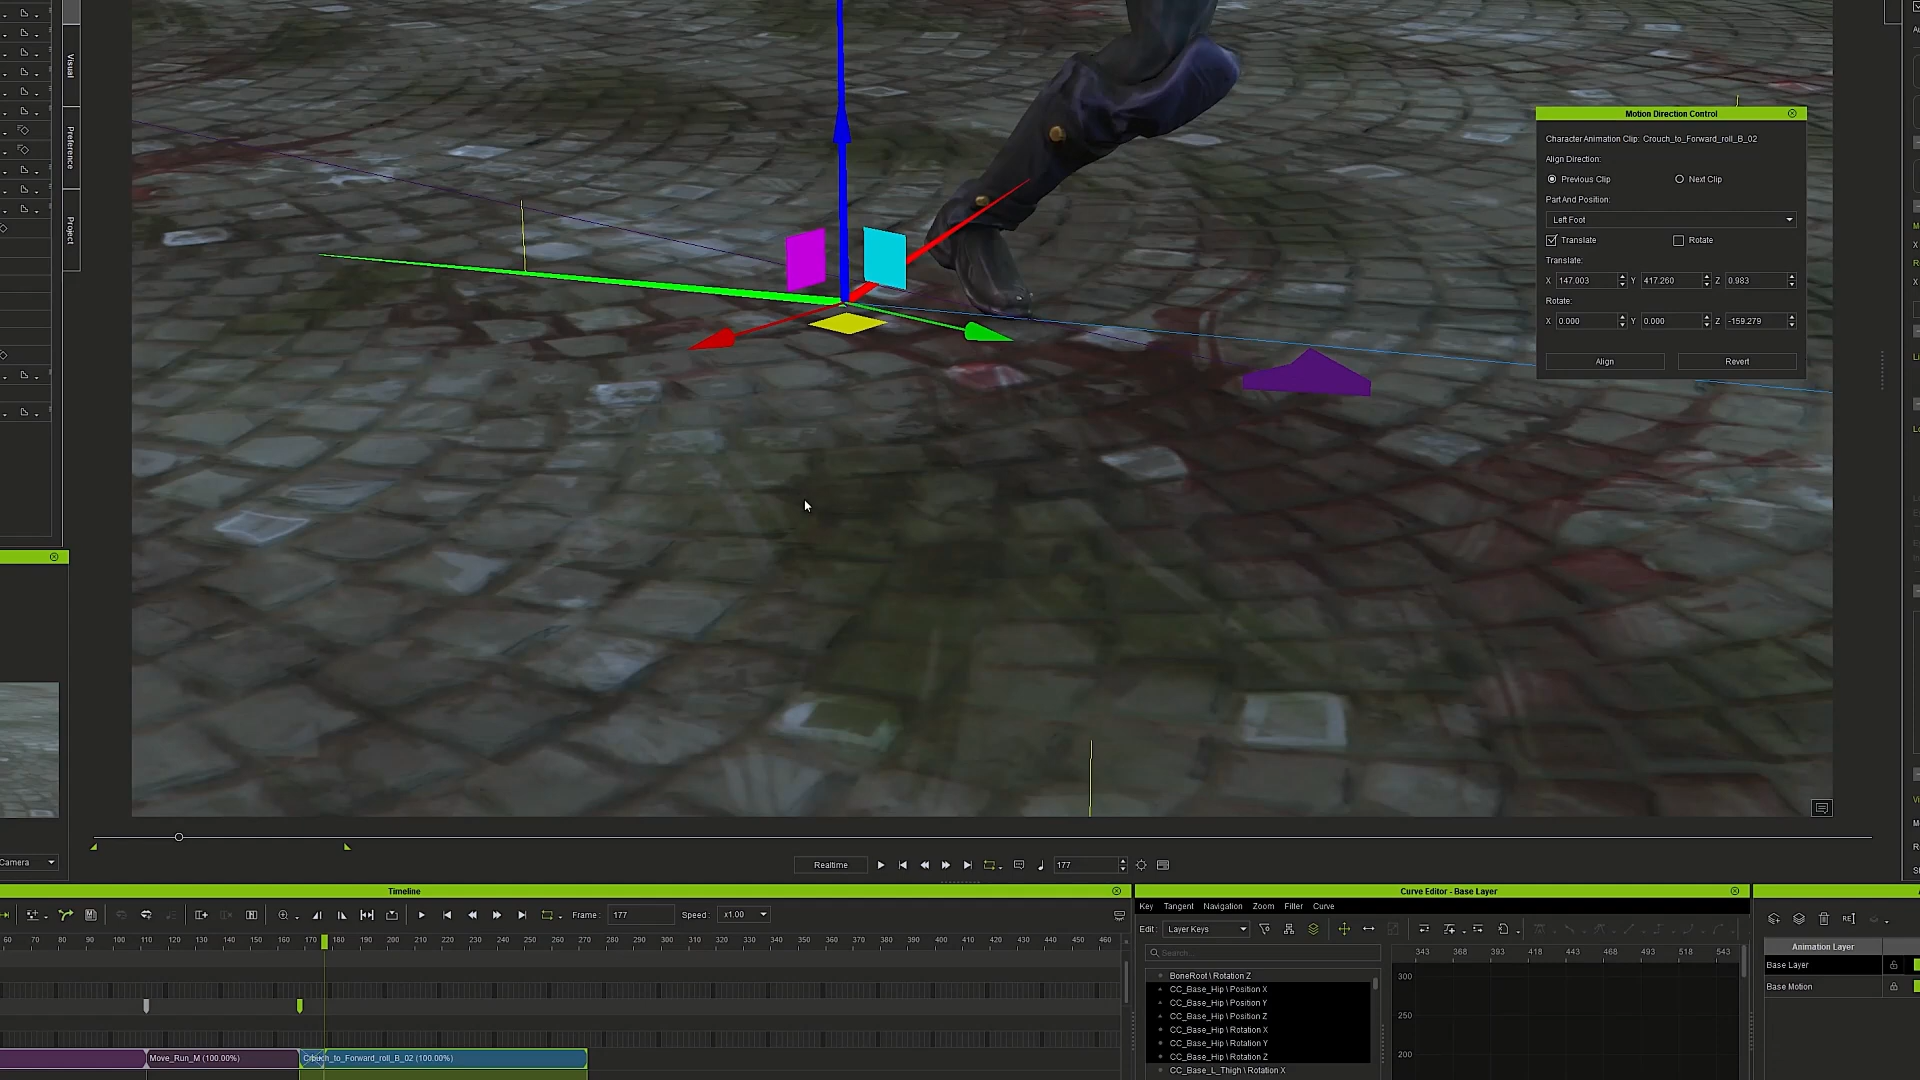 Visual
Preference
Project
Motion Direction Control
Character Animation Clip: Crouch_to_Forward_roll_B_02
Align Direction:
Previous Clip
Next Clip
Part And Position:
Left Foot
Translate
Rotate
Translate:
X 147.003 Y 417.260 Z 0.983
Rotate:
X 0.000 Y 0.000 Z -159.279
Align
Revert
Camera
Realtime
177
Timeline
Frame: 177 Speed: x1.00
60 70 80 90 100 110 120 130 140 150 160 170 180 190 200 210 220 230 240 250 260 270 280 290 300 310 320 330 340 350 360 370 380 390 400 410 420 430 440 450 460
Move_Run_M (100.00%)
Crouch_to_Forward_roll_B_02 (100.00%)
Curve Editor - Base Layer
Key Tangent Navigation Zoom Filter Curve
Edit: Layer Keys
Search...
343 368 393 418 443 468 493 518 543
BoneRoot \ Rotation Z
CC_Base_Hip \ Position X
CC_Base_Hip \ Position Y
CC_Base_Hip \ Position Z
CC_Base_Hip \ Rotation X
CC_Base_Hip \ Rotation Y
CC_Base_Hip \ Rotation Z
CC_Base_L_Thigh \ Rotation X
300
250
200
Animation Layer
Base Layer
Base Motion